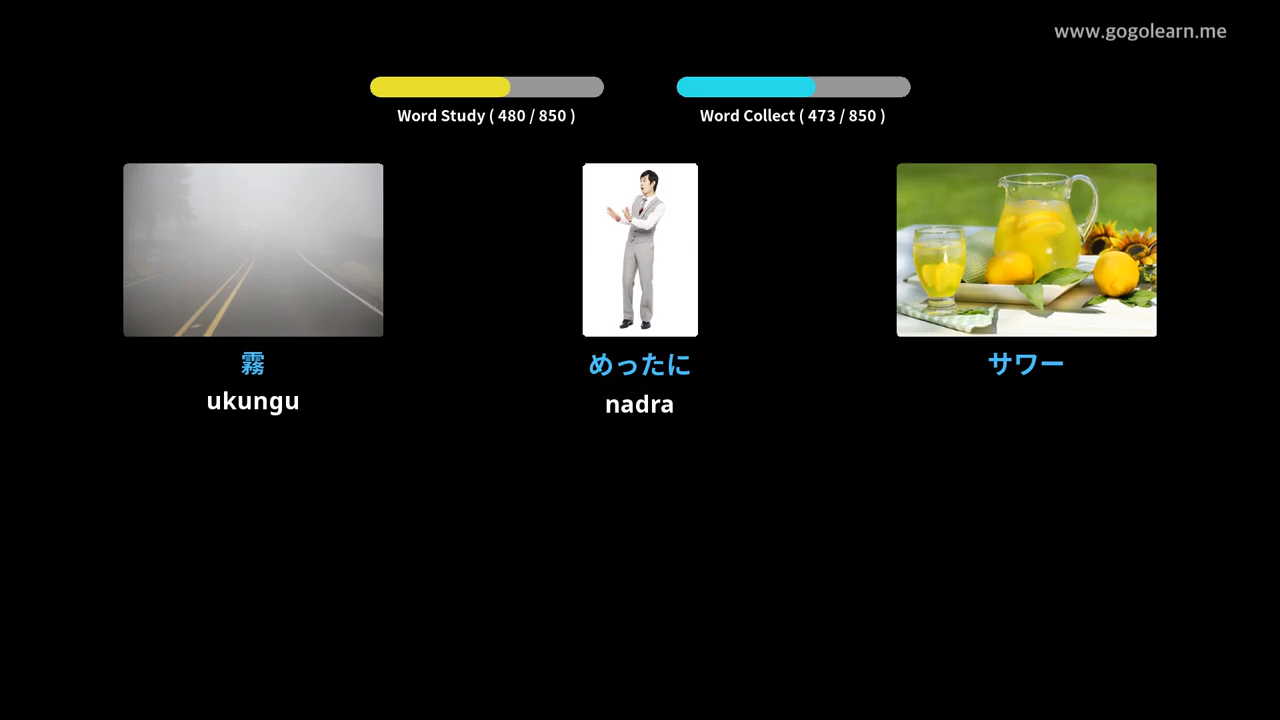 www.gogolearn.me
Word Study ( 480 / 850 )
Word Collect ( 473 / 850 )
霧
めったに
サワー
ukungu
nadra